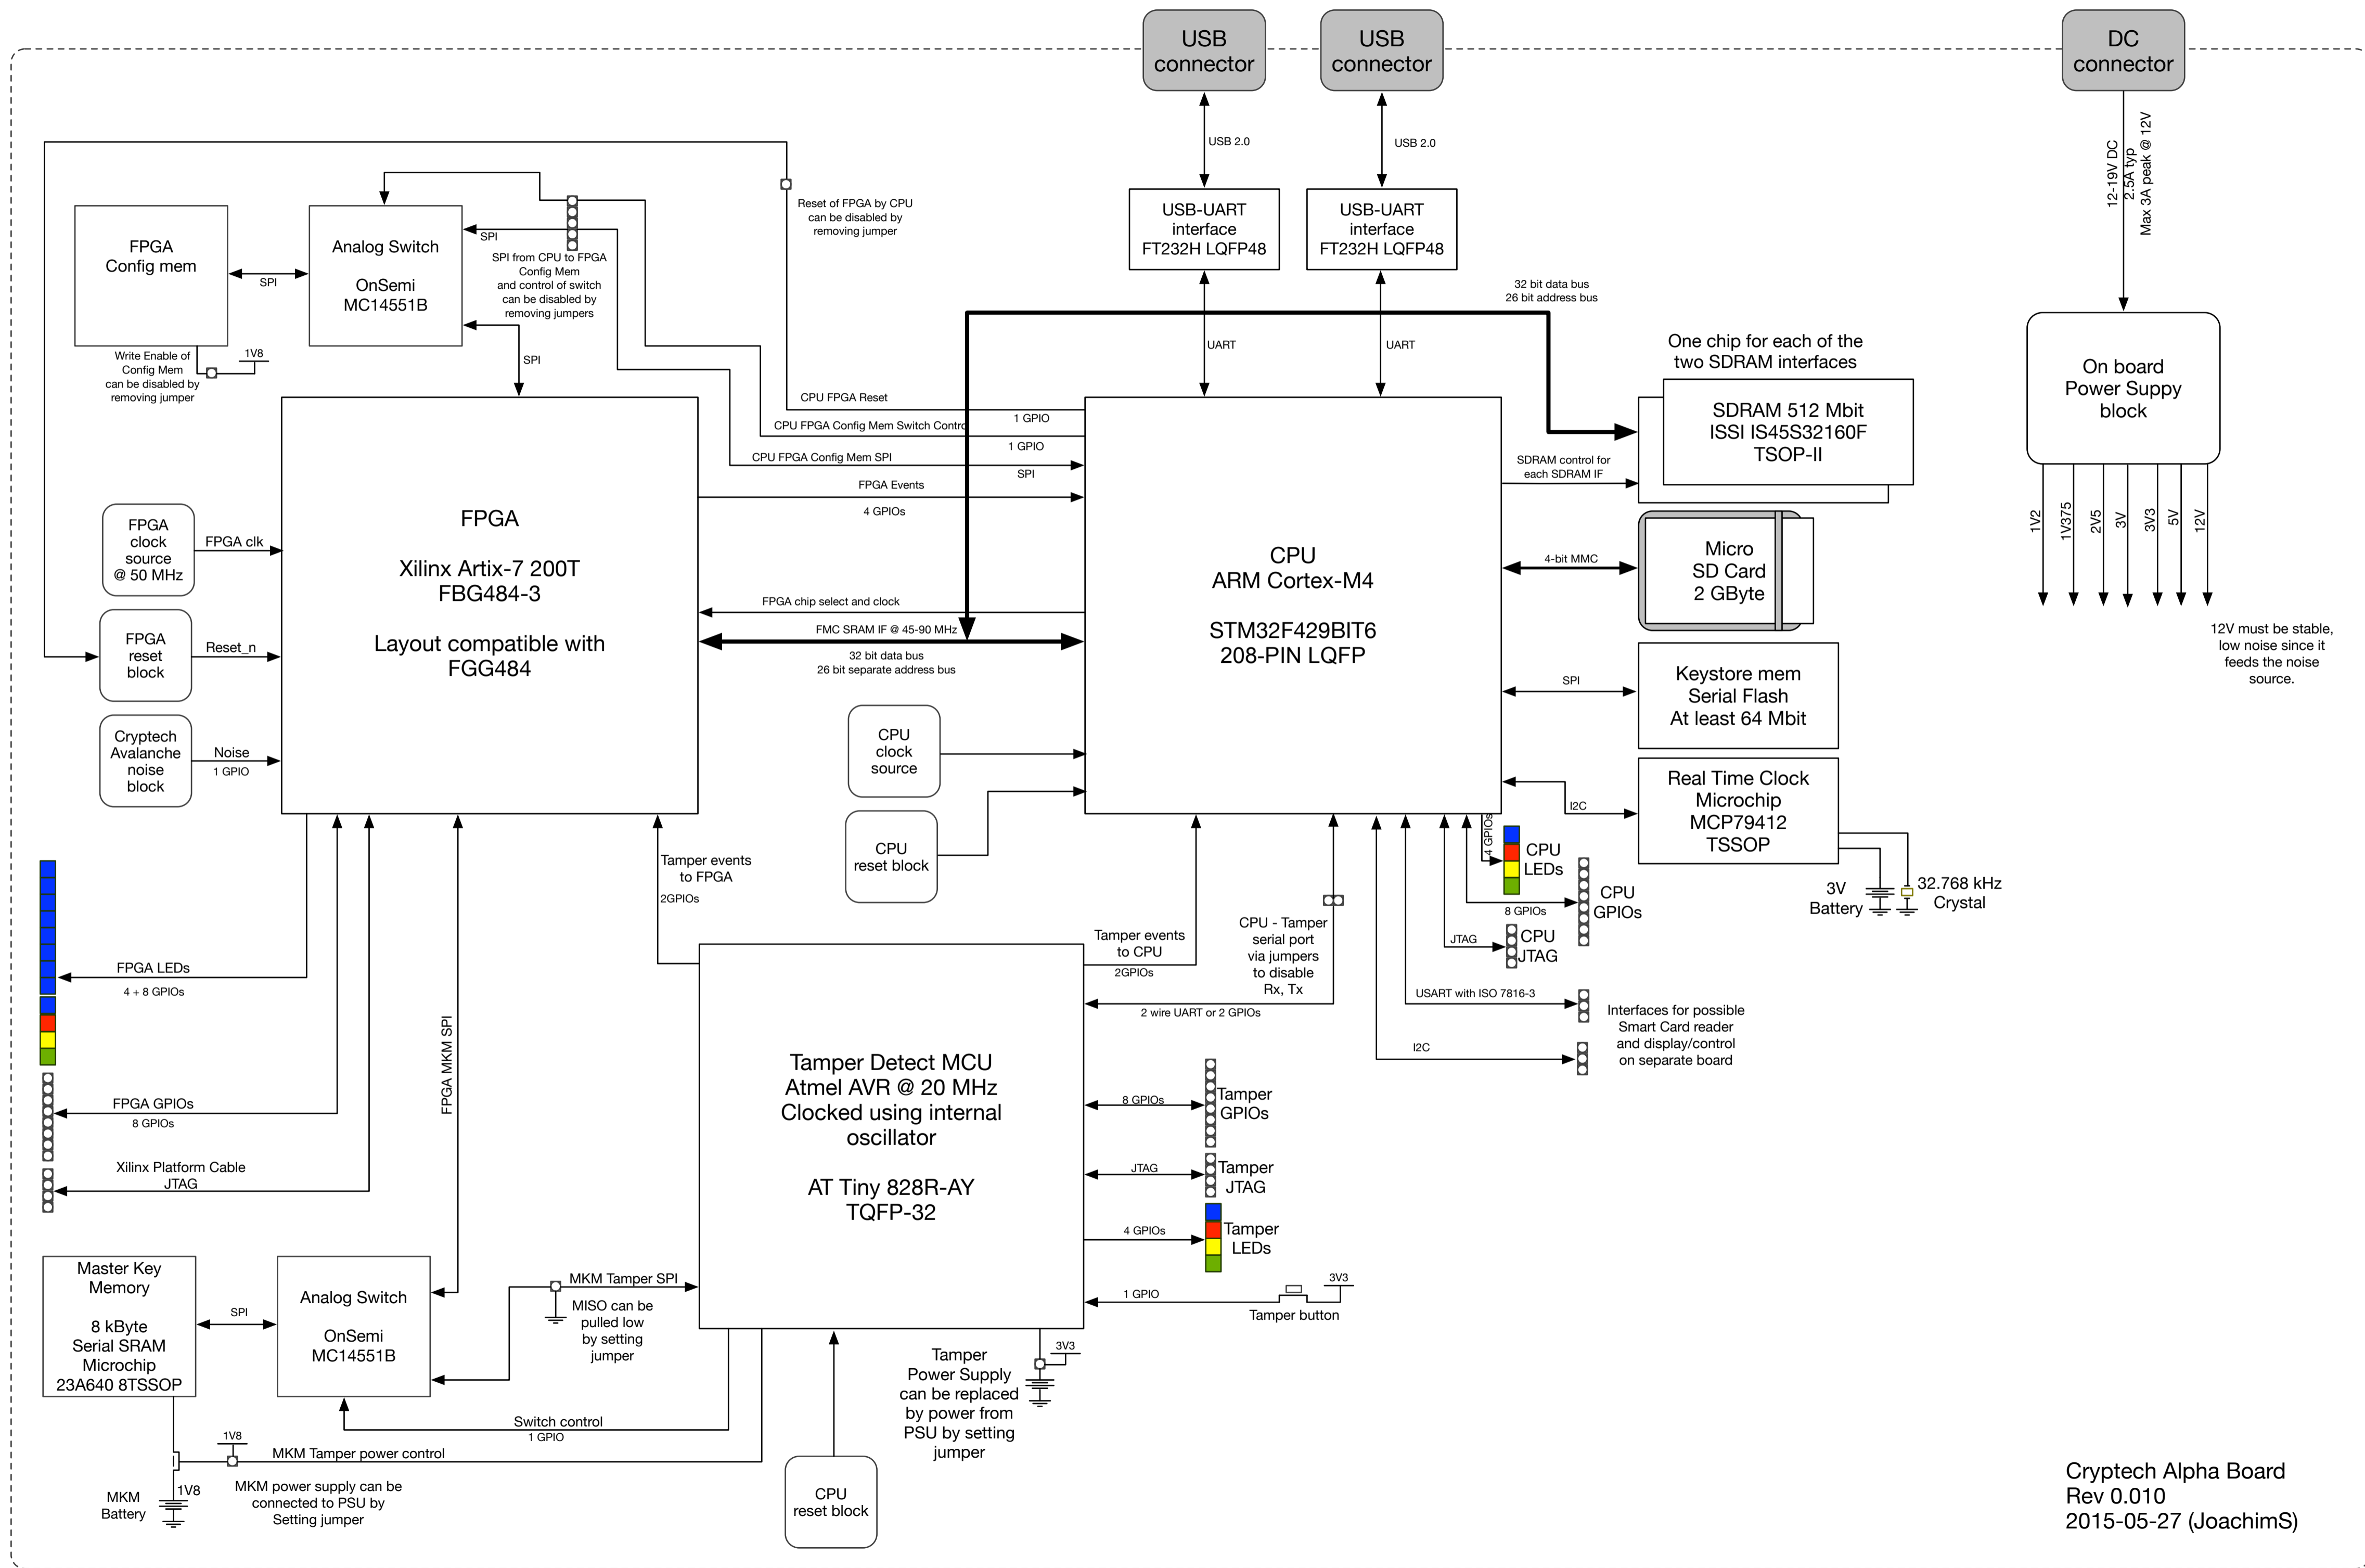 USB
connector
USB
connector
DC
connector
USB 2.0
USB 2.0
12-19V DC
2.5A typ
Max 3A peak @ 12V
Reset of FPGA by CPU
can be disabled by
removing jumper
USB-UART
interface
FT232H LQFP48
USB-UART
interface
FT232H LQFP48
FPGA
Config mem
SPI
Analog Switch
OnSemi
MC14551B
SPI
SPI from CPU to FPGA
Config Mem
and control of switch
can be disabled by
removing jumpers
SPI
Write Enable of
Config Mem
can be disabled by
removing jumper
1V8
32 bit data bus
26 bit address bus
UART
UART
One chip for each of the
two SDRAM interfaces
SDRAM 512 Mbit
ISSI IS45S32160F
TSOP-II
On board
Power Suppy
block
CPU FPGA Reset
1 GPIO
CPU FPGA Config Mem Switch Contro
1 GPIO
CPU FPGA Config Mem SPI
SPI
FPGA Events
4 GPIOs
SDRAM control for
each SDRAM IF
1V2
1V375
2V5
3V
3V3
5V
12V
12V must be stable,
low noise since it
feeds the noise
source.
FPGA
clock
source
@ 50 MHz
FPGA clk
FPGA
Xilinx Artix-7 200T
FBG484-3
Layout compatible with
FGG484
CPU
ARM Cortex-M4
STM32F429BIT6
208-PIN LQFP
4-bit MMC
Micro
SD Card
2 GByte
FPGA chip select and clock
FMC SRAM IF @ 45-90 MHz
32 bit data bus
26 bit separate address bus
FPGA
reset
block
Reset_n
Cryptech
Avalanche
noise
block
Noise
1 GPIO
SPI
Keystore mem
Serial Flash
At least 64 Mbit
CPU
clock
source
CPU
reset block
I2C
Real Time Clock
Microchip
MCP79412
TSSOP
3V
Battery
32.768 kHz
Crystal
4 GPIOs
CPU
LEDs
8 GPIOs
CPU
GPIOs
JTAG
CPU
JTAG
USART with ISO 7816-3
I2C
Interfaces for possible
Smart Card reader
and display/control
on separate board
Tamper events
to FPGA
2GPIOs
Tamper events
to CPU
2GPIOs
CPU - Tamper
serial port
via jumpers
to disable
Rx, Tx
2 wire UART or 2 GPIOs
FPGA LEDs
4 + 8 GPIOs
FPGA GPIOs
8 GPIOs
Xilinx Platform Cable
JTAG
FPGA MKM SPI
Tamper Detect MCU
Atmel AVR @ 20 MHz
Clocked using internal
oscillator
AT Tiny 828R-AY
TQFP-32
8 GPIOs
Tamper
GPIOs
JTAG
Tamper
JTAG
4 GPIOs
Tamper
LEDs
1 GPIO
3V3
Tamper button
Master Key
Memory
8 kByte
Serial SRAM
Microchip
23A640 8TSSOP
SPI
Analog Switch
OnSemi
MC14551B
MKM Tamper SPI
MISO can be
pulled low
by setting
jumper
Tamper
Power Supply
can be replaced
by power from
PSU by setting
jumper
3V3
Switch control
1 GPIO
1V8
MKM Tamper power control
MKM power supply can be
connected to PSU by
Setting jumper
MKM
Battery
1V8
CPU
reset block
Cryptech Alpha Board
Rev 0.010
2015-05-27 (JoachimS)